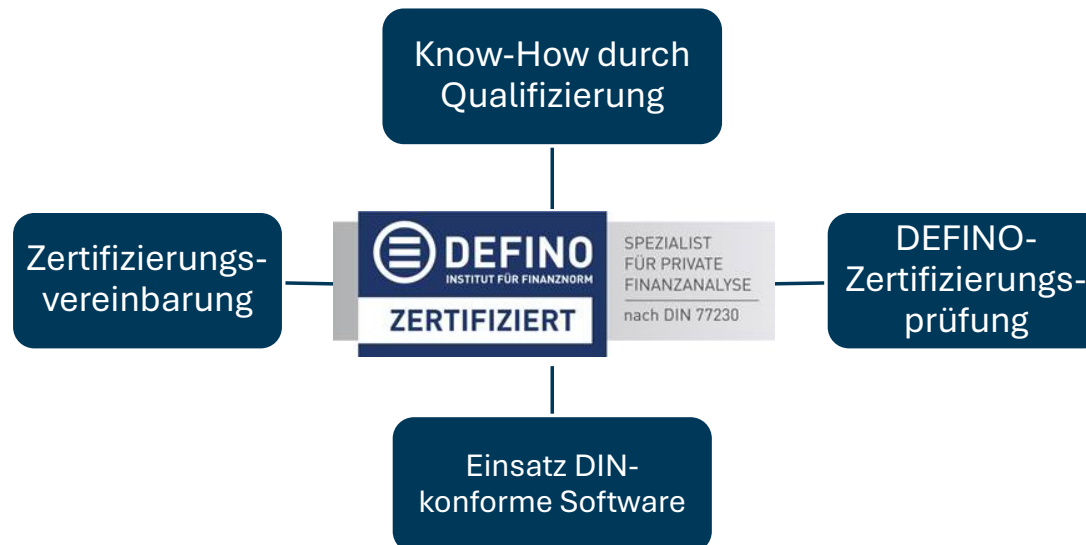 Know-How durch
Qualifizierung
Zertifizierungs-
vereinbarung
DEFINO
INSTITUT FÜR FINANZNORM
ZERTIFIZIERT
SPEZIALIST
FÜR PRIVATE
FINANZANALYSE
nach DIN 77230
DEFINO-
Zertifizierungs-
prüfung
Einsatz DIN-
konforme Software